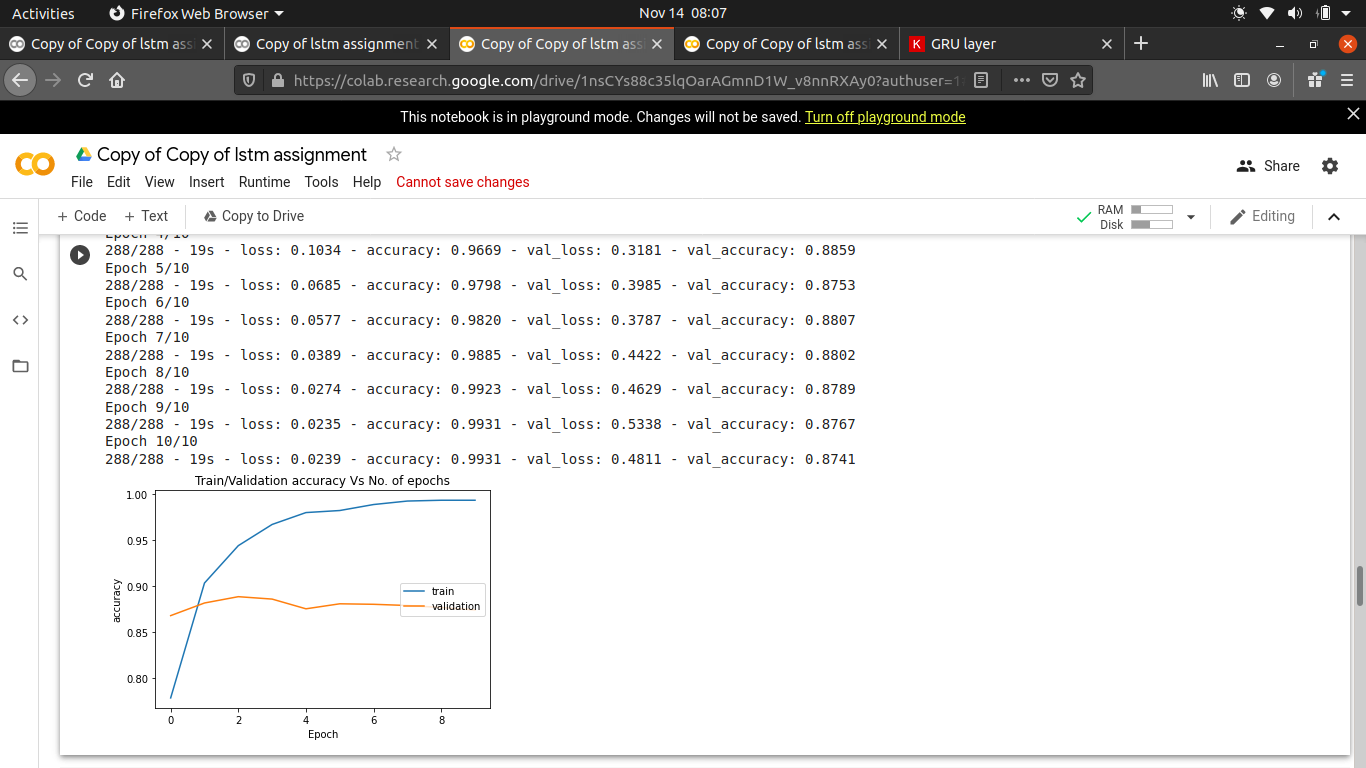 Activities Firefox Web Browser Nov 14 08:07
Copy of Copy of lstm ass
Copy of lstm assignment
Copy of Copy of lstm ass
Copy of Copy of lstm ass
K GRU layer
https://colab.research.google.com/drive/1nsCYs88c35lqOarAGmnD1W_v8nnRXAy0?authuser=1
This notebook is in playground mode. Changes will not be saved. Turn off playground mode
Copy of Copy of lstm assignment
Share
File Edit View Insert Runtime Tools Help Cannot save changes
+ Code + Text Copy to Drive
RAM
Disk
Editing
Epoch 4/10
288/288 - 19s - loss: 0.1034 - accuracy: 0.9669 - val_loss: 0.3181 - val_accuracy: 0.8859
Epoch 5/10
288/288 - 19s - loss: 0.0685 - accuracy: 0.9798 - val_loss: 0.3985 - val_accuracy: 0.8753
Epoch 6/10
288/288 - 19s - loss: 0.0577 - accuracy: 0.9820 - val_loss: 0.3787 - val_accuracy: 0.8807
Epoch 7/10
288/288 - 19s - loss: 0.0389 - accuracy: 0.9885 - val_loss: 0.4422 - val_accuracy: 0.8802
Epoch 8/10
288/288 - 19s - loss: 0.0274 - accuracy: 0.9923 - val_loss: 0.4629 - val_accuracy: 0.8789
Epoch 9/10
288/288 - 19s - loss: 0.0235 - accuracy: 0.9931 - val_loss: 0.5338 - val_accuracy: 0.8767
Epoch 10/10
288/288 - 19s - loss: 0.0239 - accuracy: 0.9931 - val_loss: 0.4811 - val_accuracy: 0.8741
Train/Validation accuracy Vs No. of epochs
1.00
0.95
0.90
0.85
0.80
accuracy
train
validation
0 2 4 6 8
Epoch